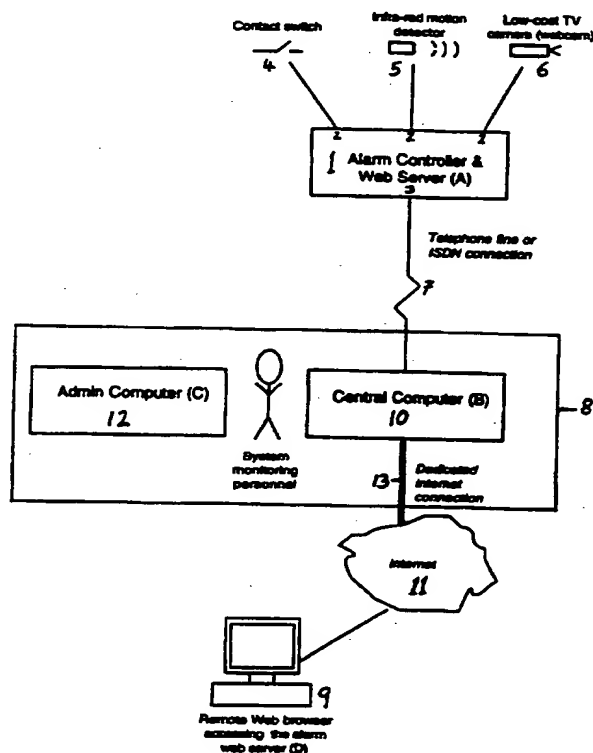 Contact switch
4
Infra-red motion
detector
5
Low-cost TV
camera (webcam)
6
2 2 2
1 Alarm Controller &
Web Server (A)
3
Telephone line or
ISDN connection
7
Admin Computer (C)
12
System
monitoring
personnel
Central Computer (B)
10
8
13
Dedicated
Internet
connection
Internet
11
9
Remote Web browser
accessing the alarm
web server (D)